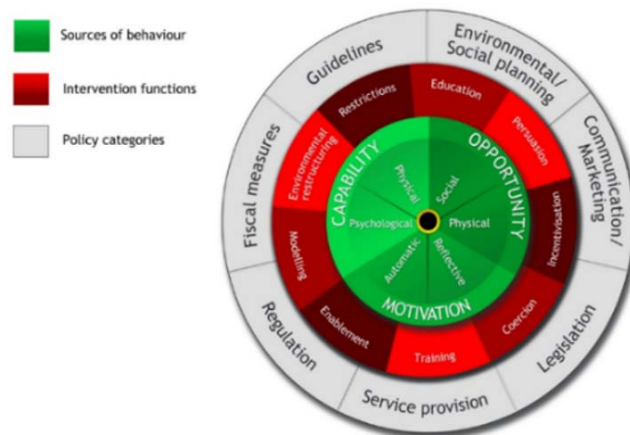 Sources of behaviour
Intervention functions
Policy categories
Guidelines
Environmental/
Social planning
Communication/
Marketing
Legislation
Service provision
Regulation
Fiscal measures
Restrictions
Education
Persuasion
Incentivisation
Coercion
Training
Enablement
Modelling
Environmental
restructuring
CAPABILITY
OPPORTUNITY
MOTIVATION
Physical
Social
Psychological
Physical
Automatic
Reflective